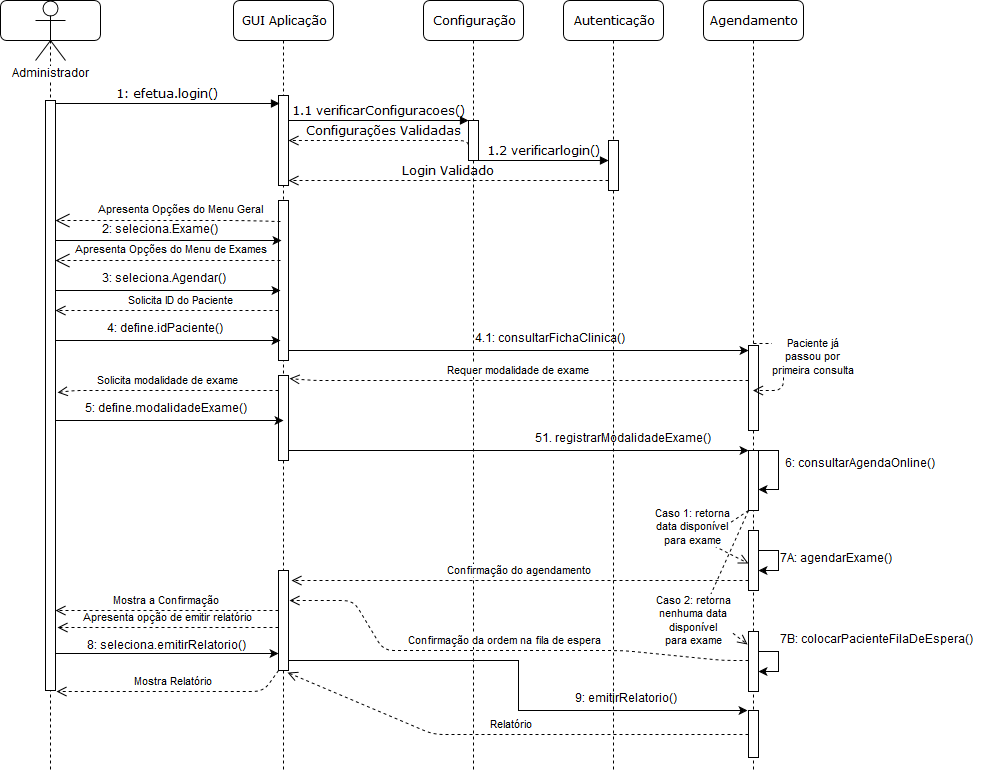 GUI Aplicação
Configuração
Autenticação
Agendamento
Administrador
1: efetua.login()
1.1 verificarConfiguracoes()
Configurações Validadas
1.2 verificarlogin()
Login Validado
Apresenta Opções do Menu Geral
2: seleciona.Exame()
Apresenta Opções do Menu de Exames
3: seleciona.Agendar()
Solicita ID do Paciente
4: define.idPaciente()
4.1: consultarFichaClinica()
Paciente já
passou por
primeira consulta
Requer modalidade de exame
Solicita modalidade de exame
5: define.modalidadeExame()
51. registrarModalidadeExame()
6: consultarAgendaOnline()
Caso 1: retorna
data disponível
para exame
7A: agendarExame()
Confirmação do agendamento
Mostra a Confirmação
Caso 2: retorna
nenhuma data
disponível
para exame
Apresenta opção de emitir relatório
8: seleciona.emitirRelatorio()
Confirmação da ordem na fila de espera
7B: colocarPacienteFilaDeEspera()
Mostra Relatório
9: emitirRelatorio()
Relatório